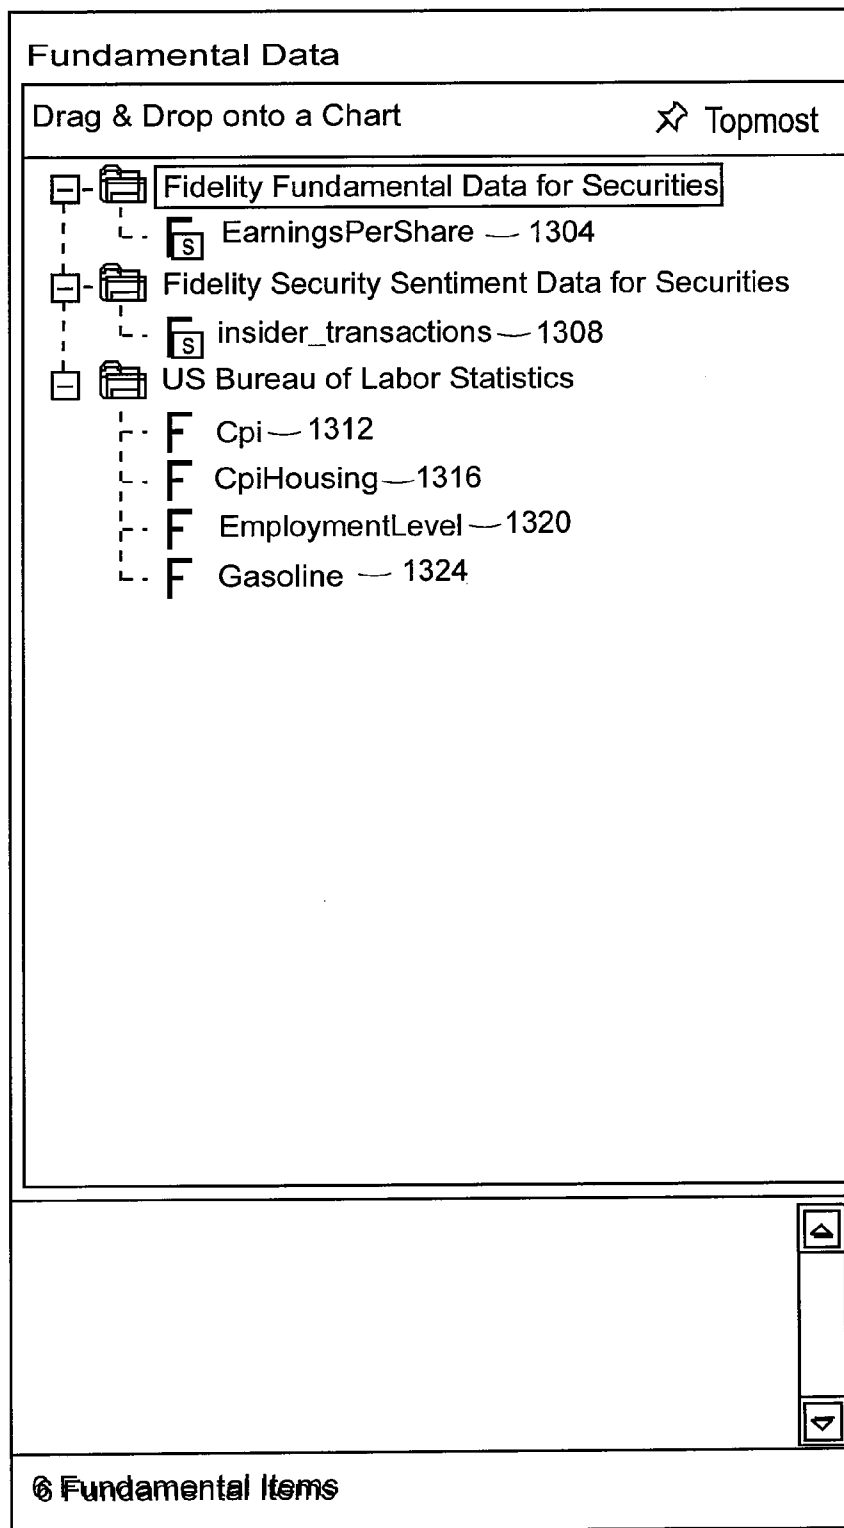 Fundamental Data
Drag & Drop onto a Chart Topmost
Fidelity Fundamental Data for Securities
F S EarningsPerShare — 1304
Fidelity Security Sentiment Data for Securities
F S insider_transactions — 1308
US Bureau of Labor Statistics
F Cpi — 1312
F CpiHousing — 1316
F EmploymentLevel — 1320
F Gasoline — 1324
6 Fundamental Items